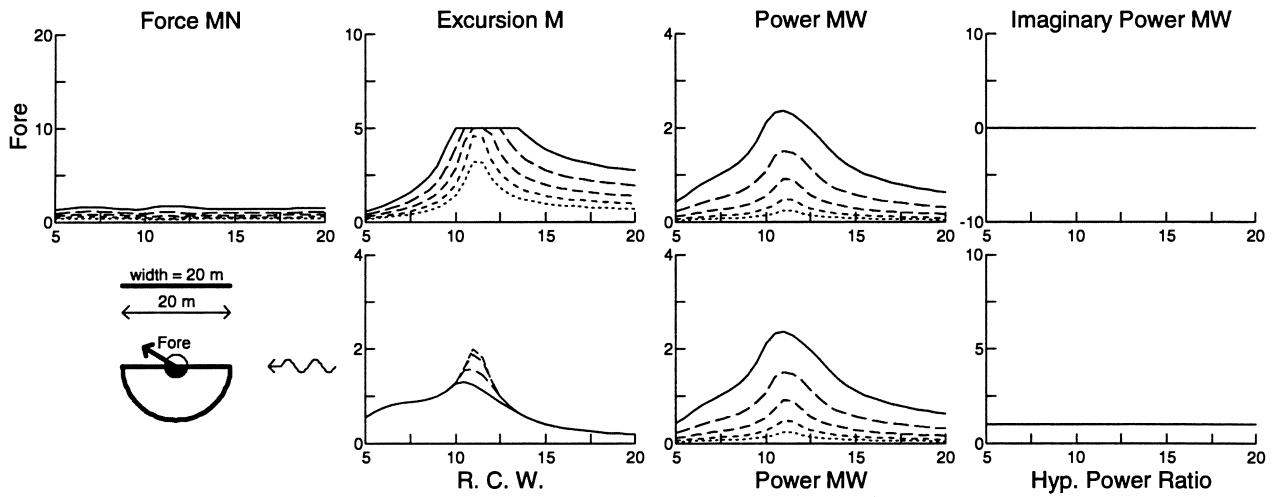 Force MN Excursion M Power MW Imaginary Power MW
20 10 4 10
Fore
10 5 2 0
0 0 0 -10
5 10 15 20 5 10 15 20 5 10 15 20 5 10 15 20
width = 20 m
20 m
Fore
4 4 10
2 2 5
0 0 0
5 10 15 20 5 10 15 20 5 10 15 20
R. C. W. Power MW Hyp. Power Ratio